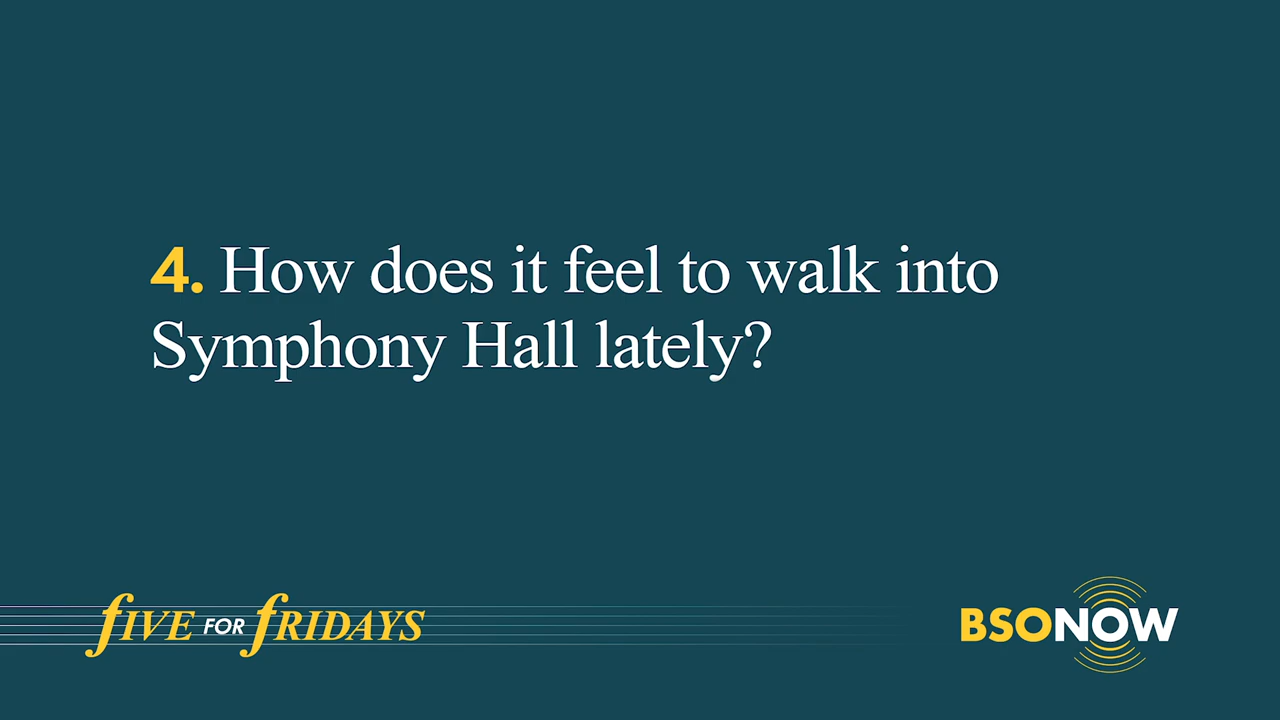 4. How does it feel to walk into
Symphony Hall lately?
fIVE FOR fRIDAYS
BSONOW